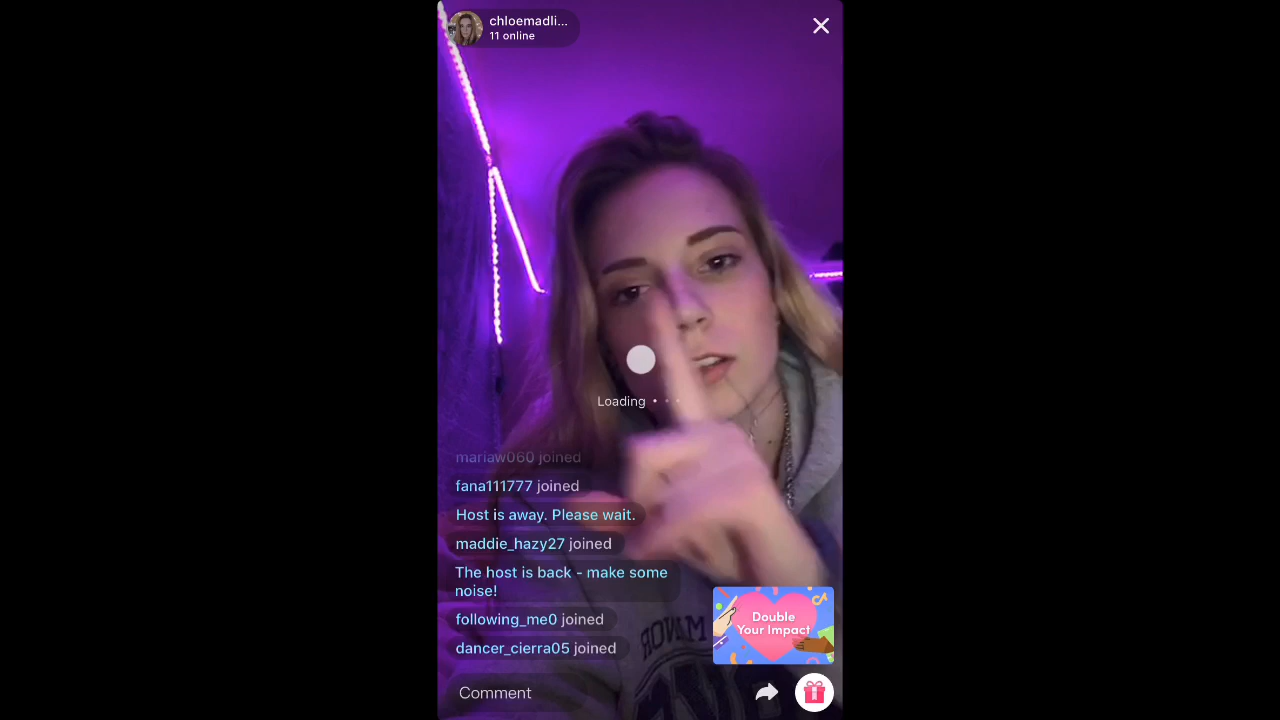 chloemadli...
11 online
Loading
mariaw060 joined
fana111777 joined
Host is away. Please wait.
maddie_hazy27 joined
The host is back - make some
noise!
following_me0 joined
dancer_cierra05 joined
Double
Your Impact
Comment